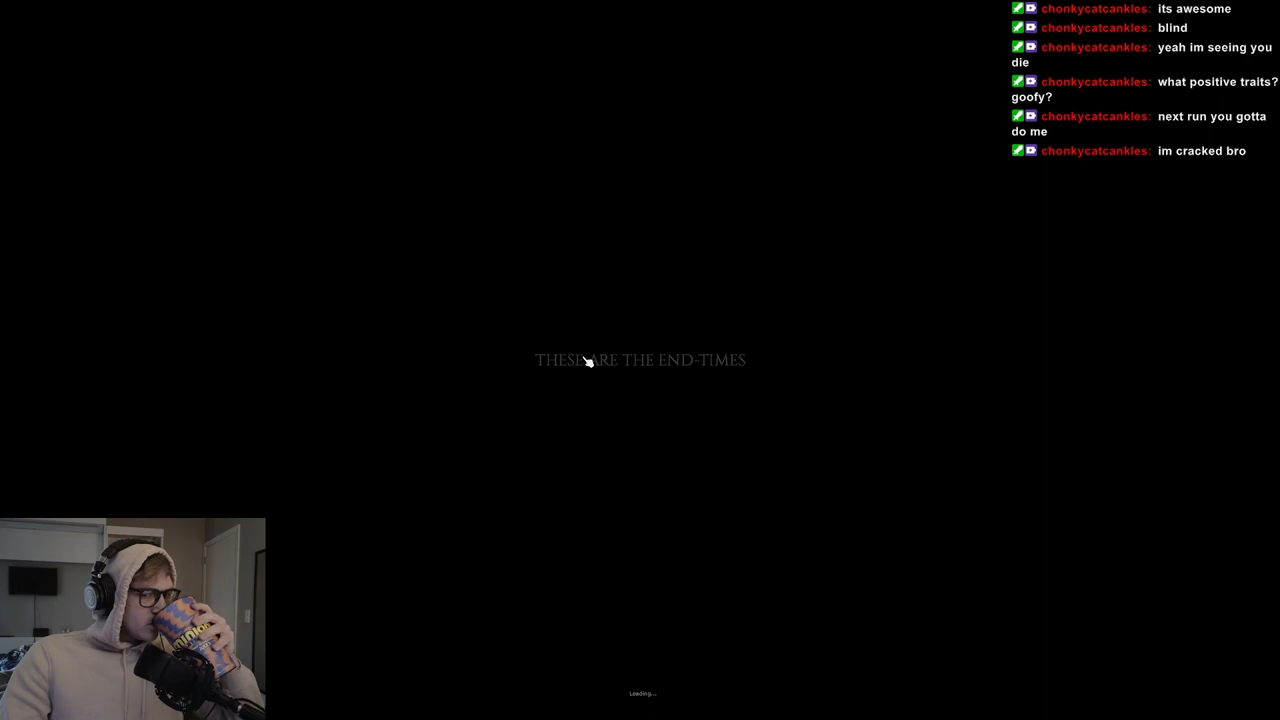 chonkycatcankles: its awesome
chonkycatcankles: blind
chonkycatcankles: yeah im seeing you
die
chonkycatcankles: what positive traits?
goofy?
chonkycatcankles: next run you gotta
do me
chonkycatcankles: im cracked bro
THESE ARE THE END-TIMES
Loading...